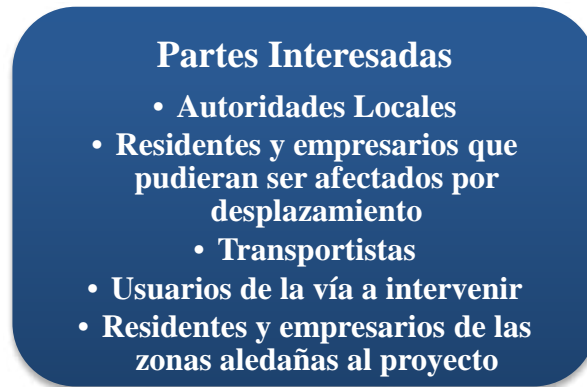 Partes Interesadas
• Autoridades Locales
• Residentes y empresarios que
pudieran ser afectados por
desplazamiento
• Transportistas
• Usuarios de la vía a intervenir
• Residentes y empresarios de las
zonas aledañas al proyecto